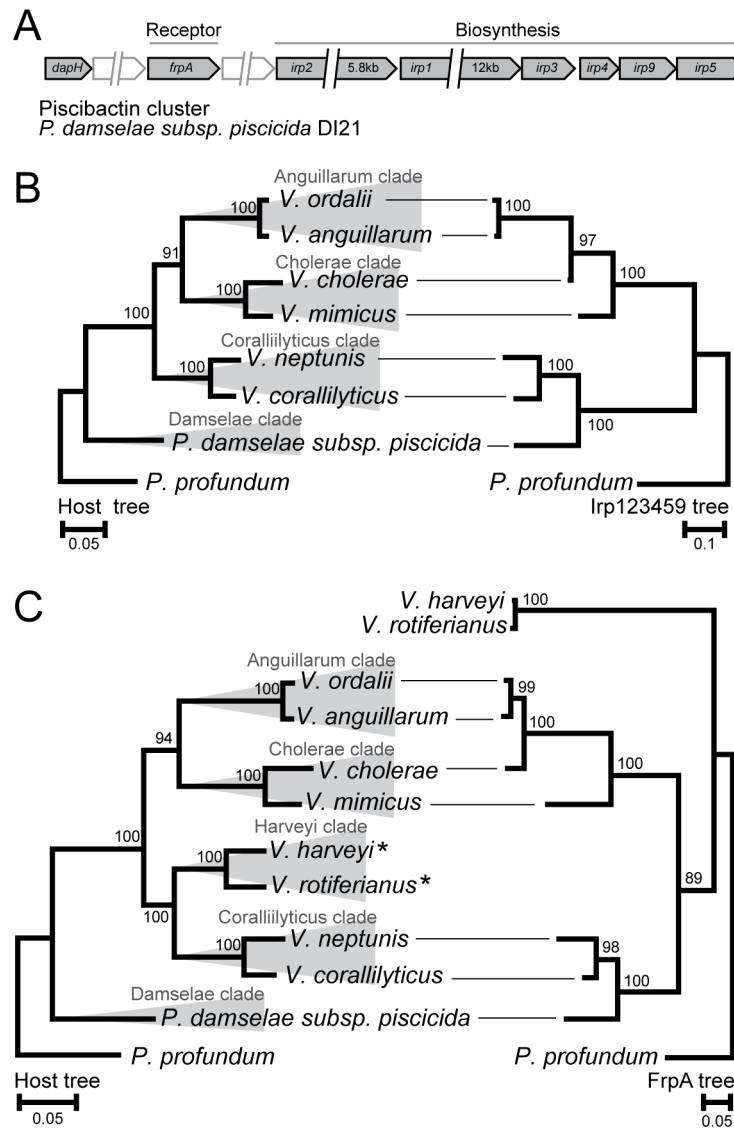 A
Receptor
Biosynthesis
dapH
frpA
irp2
5.8kb
irp1
12kb
irp3
irp4
irp9
irp5
Piscibactin cluster
P. damselae subsp. piscicida DI21
B
Anguillarum clade
100
V. ordalii
100
V. anguillarum
97
91
Cholerae clade
100
V. cholerae
100
V. mimicus
100
Coralliilyticus clade
100
V. neptunis
100
V. corallilyticus
100
Damselae clade
P. damselae subsp. piscicida
P. profundum
P. profundum
Host tree
Irp123459 tree
0.05
0.1
C
V. harveyi
100
V. rotiferianus
Anguillarum clade
100
V. ordalii
99
V. anguillarum
100
94
Cholerae clade
100
V. cholerae
100
V. mimicus
Harveyi clade
100
100
V. harveyi*
V. rotiferianus*
89
100
Coralliilyticus clade
100
V. neptunis
98
V. corallilyticus
100
Damselae clade
P. damselae subsp. piscicida
P. profundum
P. profundum
Host tree
FrpA tree
0.05
0.05